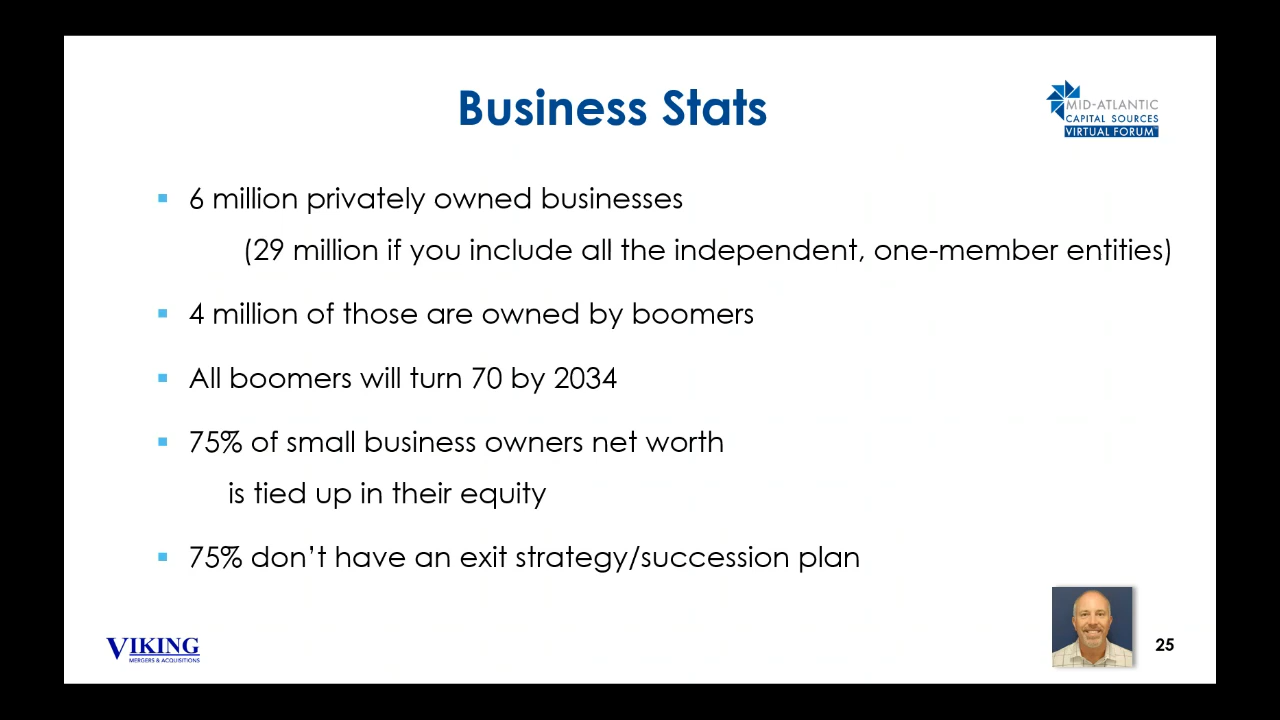 Business Stats
MID-ATLANTIC
CAPITAL SOURCES
VIRTUAL FORUM
6 million privately owned businesses
(29 million if you include all the independent, one-member entities)
4 million of those are owned by boomers
All boomers will turn 70 by 2034
75% of small business owners net worth
is tied up in their equity
75% don’t have an exit strategy/succession plan
VIKING
MERGERS & ACQUISITIONS
25